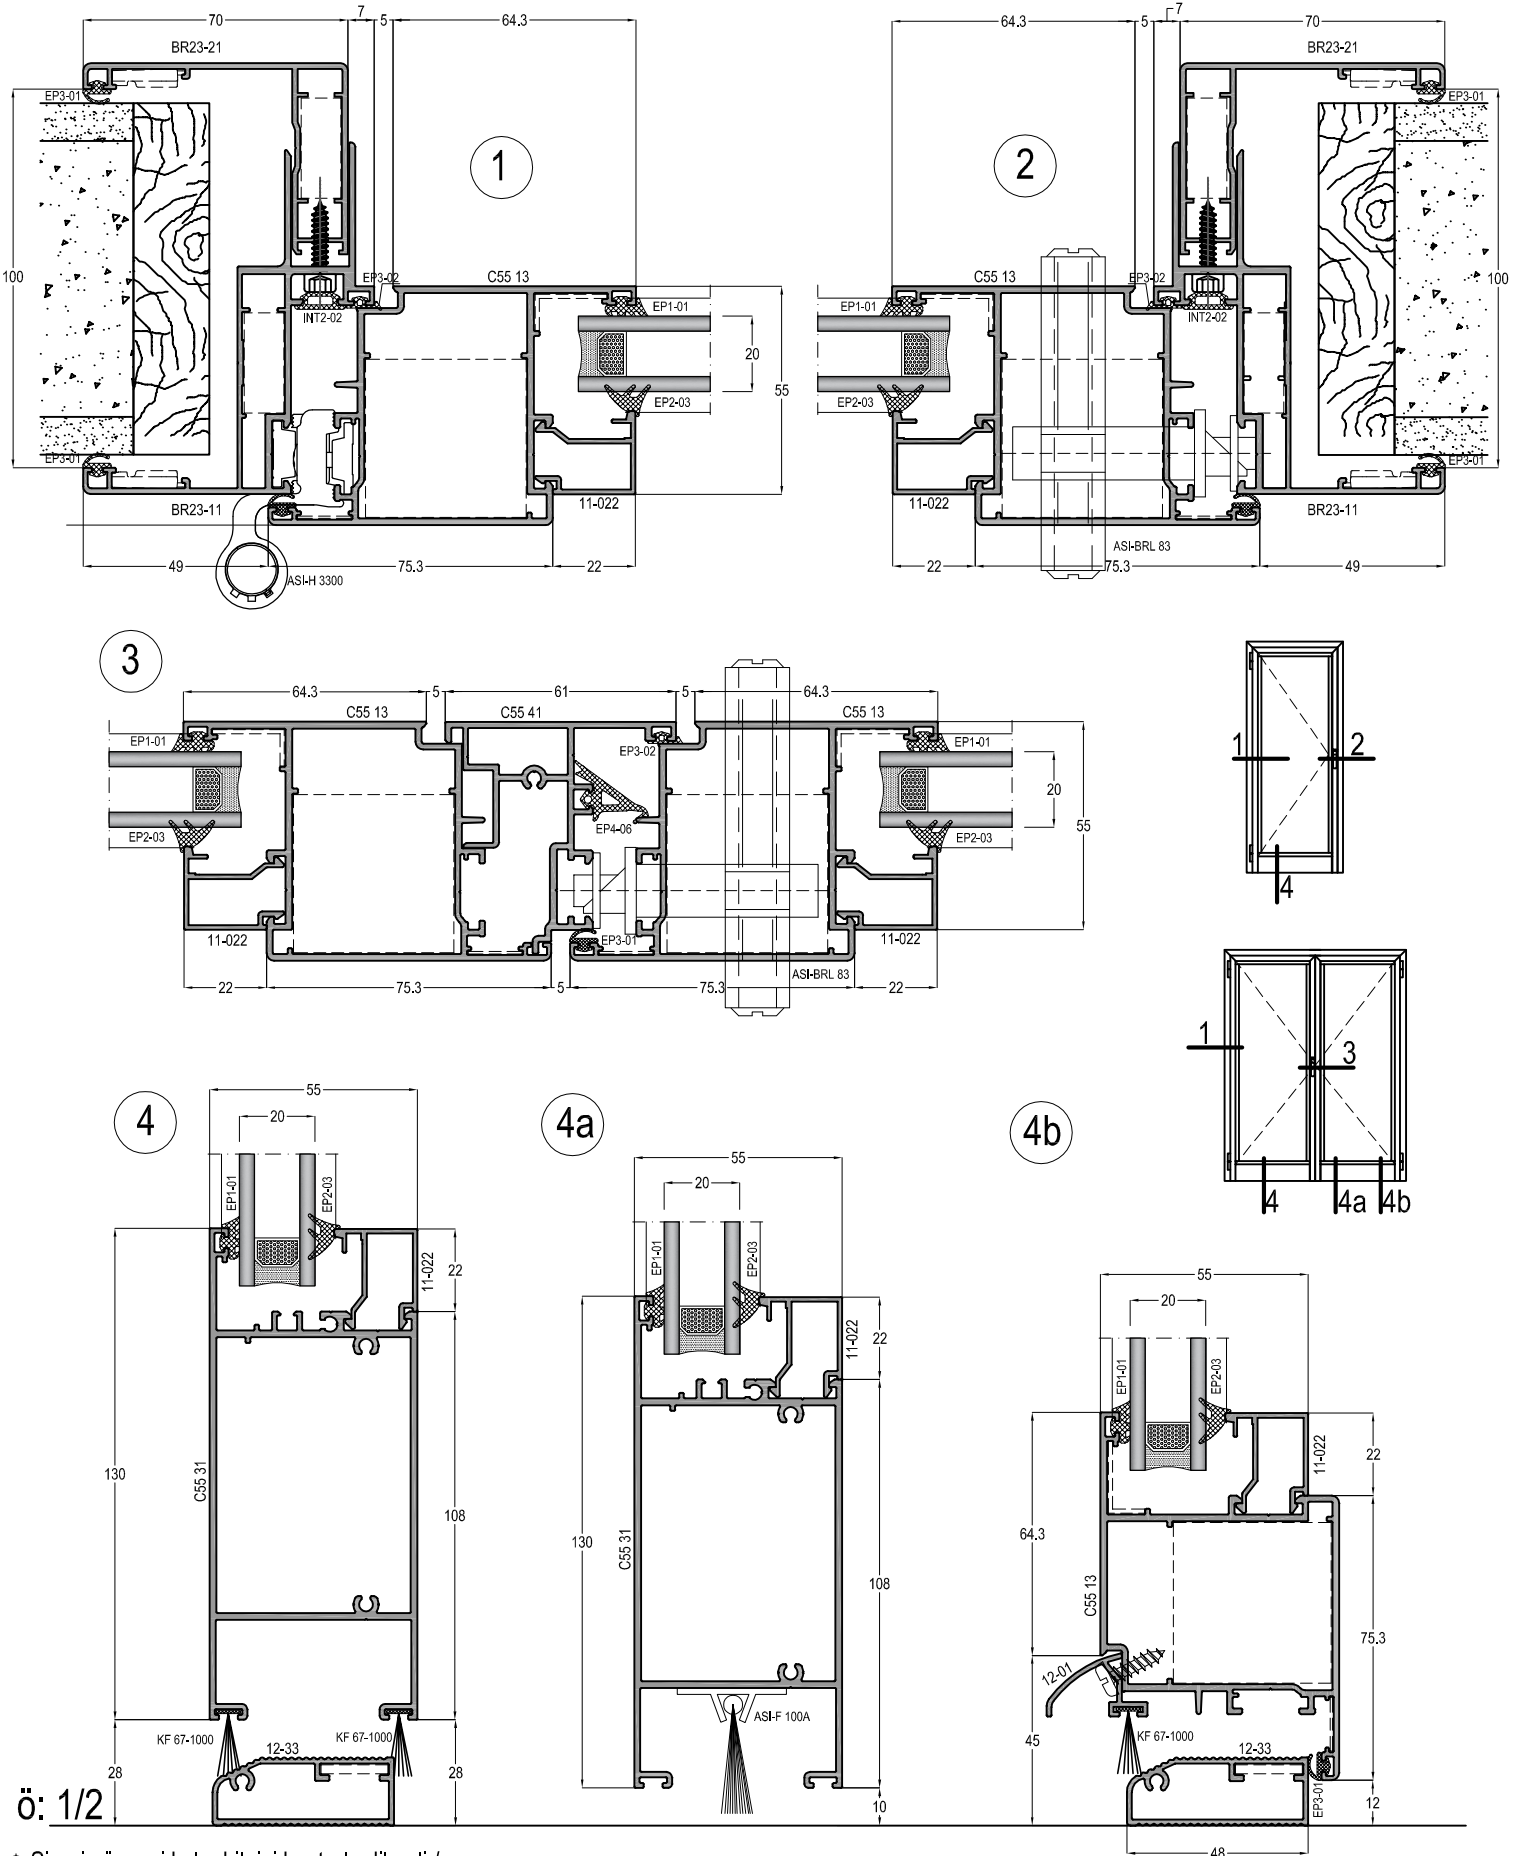 70
7
5
64.3
BR23-21
EP3-01
100
1
EP3-02
C55 13
INT2-02
EP1-01
20
55
EP2-03
EP3-01
BR23-11
11-022
49
75.3
22
ASI-H 3300
64.3
5
7
70
BR23-21
EP3-01
100
2
C55 13
EP3-02
EP1-01
INT2-02
EP2-03
EP3-01
11-022
BR23-11
ASI-BRL 83
22
75.3
49
3
64.3
5
61
5
64.3
C55 13
C55 41
C55 13
EP1-01
EP3-02
EP1-01
20
55
EP2-03
EP4-06
EP2-03
11-022
EP3-01
11-022
ASI-BRL 83
22
75.3
5
75.3
22
1
2
4
1
3
4
4a
4b
4
55
20
EP1-01
EP2-03
11-022
22
130
C55 31
108
KF 67-1000
KF 67-1000
12-33
28
28
4a
55
20
EP1-01
EP2-03
11-022
22
130
C55 31
108
ASI-F 100A
10
4b
55
20
EP1-01
EP2-03
11-022
22
64.3
C55 13
75.3
12-01
45
KF 67-1000
12-33
EP3-01
12
48
ö: 1/2